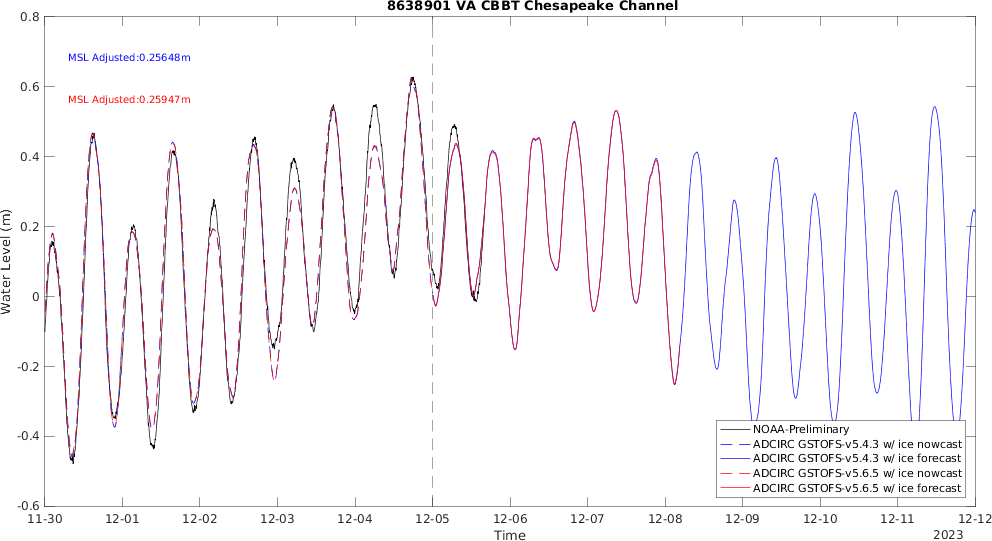 8638901 VA CBBT Chesapeake Channel
0.8
MSL Adjusted:0.25648m
0.6
MSL Adjusted:0.25947m
0.4
0.2
Water Level (m)
0
-0.2
-0.4
NOAA-Preliminary
ADCIRC GSTOFS-v5.4.3 w/ ice nowcast
ADCIRC GSTOFS-v5.4.3 w/ ice forecast
ADCIRC GSTOFS-v5.6.5 w/ ice nowcast
ADCIRC GSTOFS-v5.6.5 w/ ice forecast
-0.6
11-30 12-01 12-02 12-03 12-04 12-05 12-06 12-07 12-08 12-09 12-10 12-11 12-12
Time
2023